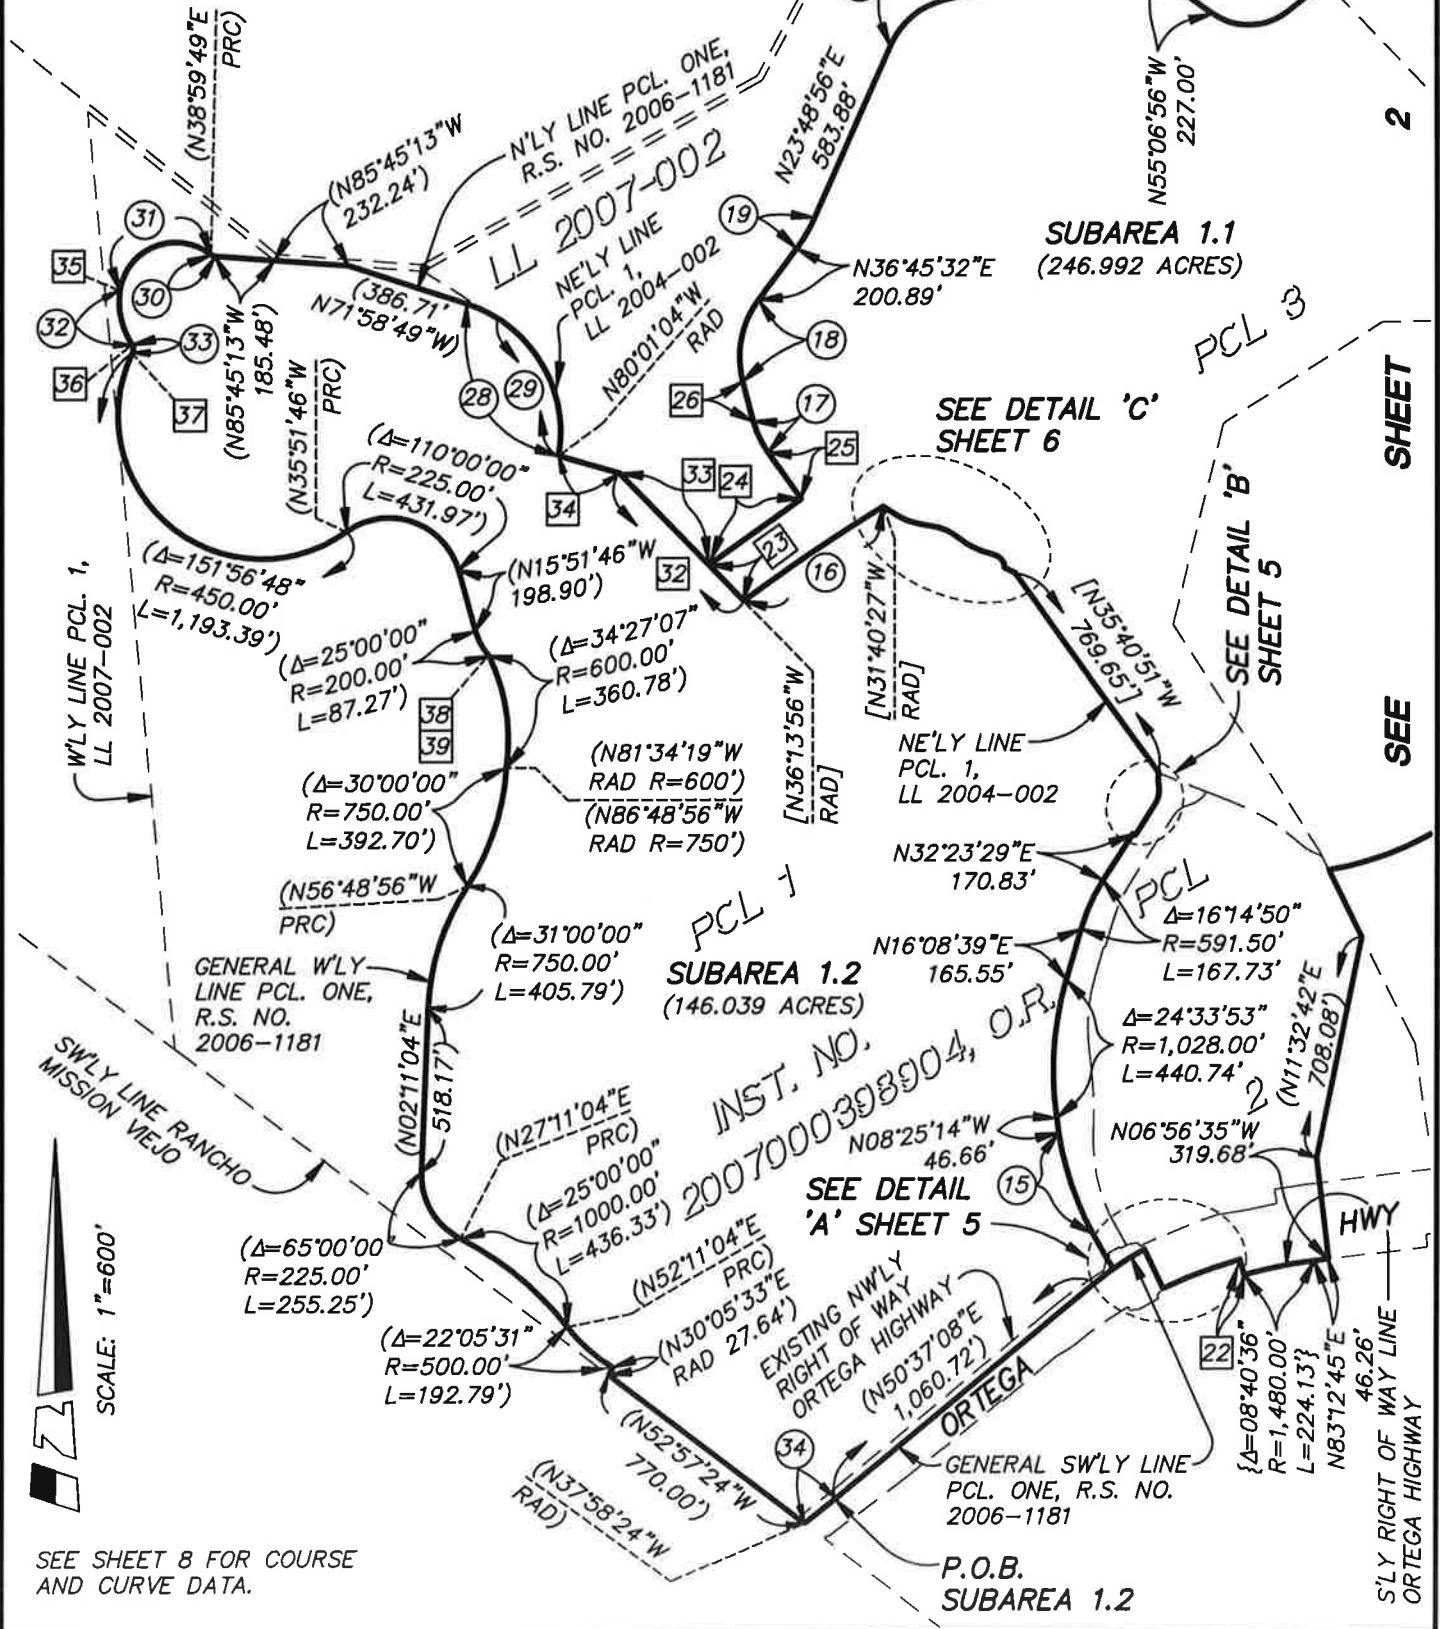 (N38°59'49"E
PRC)
N'LY LINE PCL. ONE,
R.S. NO. 2006-1181
(N85°45'13"W
232.24')
LL 2007-002
N23°48'56"E
583.88'
N55°06'56"W
227.00'
2
SHEET
SEE
SUBAREA 1.1
(246.992 ACRES)
31
35
30
32
33
36
37
(N85°45'13"W
185.48')
(386.71'
N71°58'49"W)
NE'LY LINE
PCL. 1,
LL 2004-002
N80°01'04"W
RAD
19
N36°45'32"E
200.89'
18
26
17
25
PCL 3
SEE DETAIL 'C'
SHEET 6
28
29
(N35°51'46"W
PRC)
(Δ=110°00'00"
R=225.00'
L=431.97')
34
33
24
23
32
16
SEE DETAIL 'B'
SHEET 5
(Δ=151°56'48"
R=450.00'
L=1,193.39')
(N15°51'46"W
198.90')
W'LY LINE PCL. 1,
LL 2007-002
(Δ=25°00'00"
R=200.00'
L=87.27')
(Δ=34°27'07"
R=600.00'
L=360.78')
38
39
[N31°40'27"W
RAD]
[N35°40'51"W
769.65']
[N36°13'56"W
RAD]
NE'LY LINE
PCL. 1,
LL 2004-002
(N81°34'19"W
RAD R=600')
(N86°48'56"W
RAD R=750')
(Δ=30°00'00"
R=750.00'
L=392.70')
(N56°48'56"W
PRC)
N32°23'29"E
170.83'
PCL
2
Δ=16°14'50"
R=591.50'
L=167.73'
PCL 1
SUBAREA 1.2
(146.039 ACRES)
(Δ=31°00'00"
R=750.00'
L=405.79')
N16°08'39"E
165.55'
GENERAL W'LY
LINE PCL. ONE,
R.S. NO.
2006-1181
Δ=24°33'53"
R=1,028.00'
L=440.74'
(N11°32'42"E
708.08')
INST. NO.
2007000398904, O.R.
SW'LY LINE RANCHO
MISSION VIEJO
(N02°11'04"E
518.17')
(N27°11'04"E
PRC)
(Δ=25°00'00"
R=1000.00'
L=436.33')
N08°25'14"W
46.66'
N06°56'35"W
319.68'
SEE DETAIL
'A' SHEET 5
15
HWY
(Δ=65°00'00
R=225.00'
L=255.25')
(N52°11'04"E
PRC)
(N30°05'33"E
RAD 27.64')
EXISTING NW'LY
RIGHT OF WAY
ORTEGA HIGHWAY
(N50°37'08"E
1,060.72')
ORTEGA
(Δ=22°05'31"
R=500.00'
L=192.79')
22
{Δ=08°40'36"
R=1,480.00'
L=224.13'}
N83°12'45"E
46.26'
S'LY RIGHT OF WAY LINE
ORTEGA HIGHWAY
(N52°57'24"W
770.00')
34
GENERAL SW'LY LINE
PCL. ONE, R.S. NO.
2006-1181
(N37°58'24"W
RAD)
P.O.B.
SUBAREA 1.2
SCALE: 1"=600'
SEE SHEET 8 FOR COURSE
AND CURVE DATA.